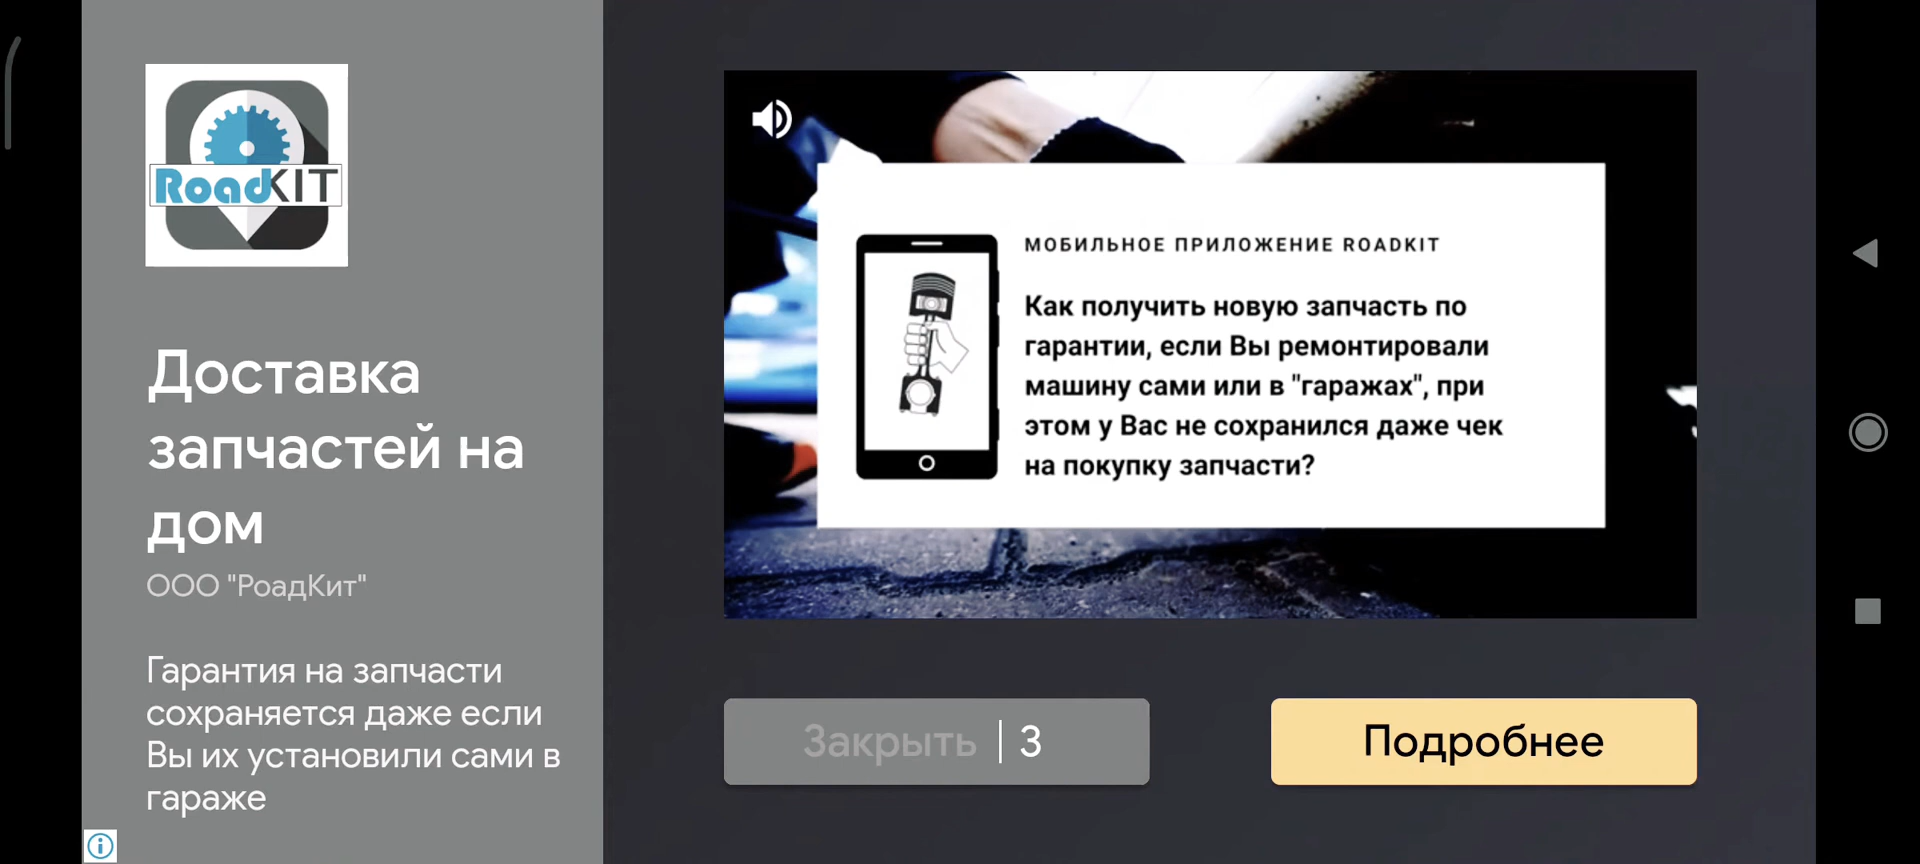 RoadKIT
Доставка
запчастей на
дом
ООО "РоадКит"
Гарантия на запчасти
сохраняется даже если
Вы их установили сами в
гараже
МОБИЛЬНОЕ ПРИЛОЖЕНИЕ ROADKIT
Как получить новую запчасть по
гарантии, если Вы ремонтировали
машину сами или в "гаражах", при
этом у Вас не сохранился даже чек
на покупку запчасти?
Закрыть | 3
Подробнее